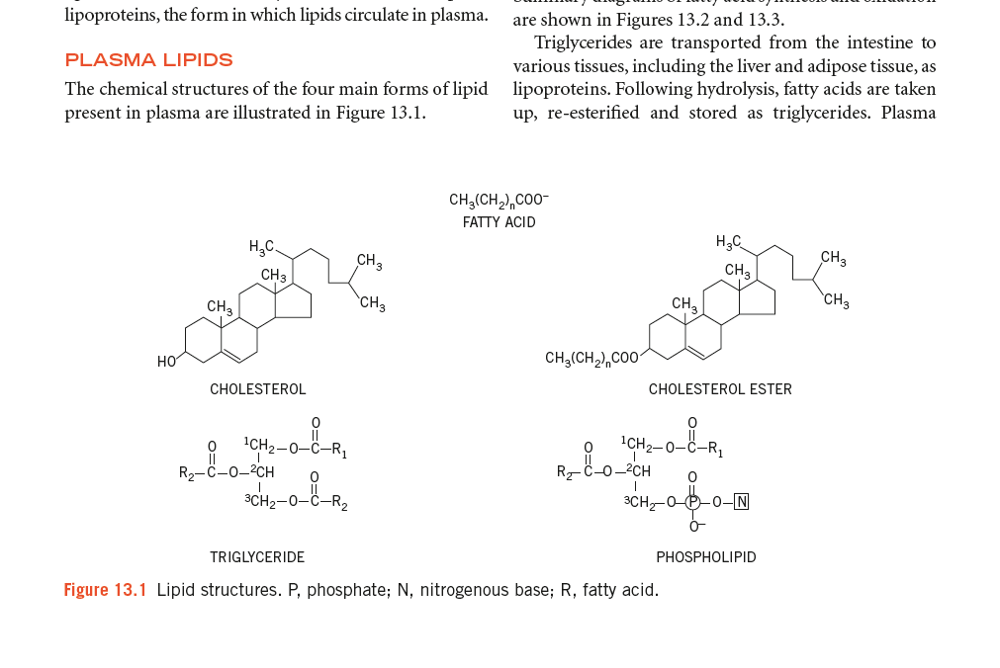 lipoproteins, the form in which lipids circulate in plasma.
PLASMA LIPIDS
The chemical structures of the four main forms of lipid
present in plasma are illustrated in Figure 13.1.
are shown in Figures 13.2 and 13.3.
Triglycerides are transported from the intestine to
various tissues, including the liver and adipose tissue, as
lipoproteins. Following hydrolysis, fatty acids are taken
up, re-esterified and stored as triglycerides. Plasma
CH₃(CH₂)ₙCOO⁻
FATTY ACID
H₃C
CH₃
CH₃
CH₃
CH₃
HO
CHOLESTEROL
H₃C
CH₃
CH₃
CH₃
CH₃
CH₃(CH₂)ₙCOO
CHOLESTEROL ESTER
O
O ¹CH₂–O–C–R₁
R₂–C–O–²CH O
³CH₂–O–C–R₂
TRIGLYCERIDE
O
O ¹CH₂–O–C–R₁
R₂–C–O–²CH O
³CH₂–O–P–O–N
O⁻
PHOSPHOLIPID
Figure 13.1 Lipid structures. P, phosphate; N, nitrogenous base; R, fatty acid.